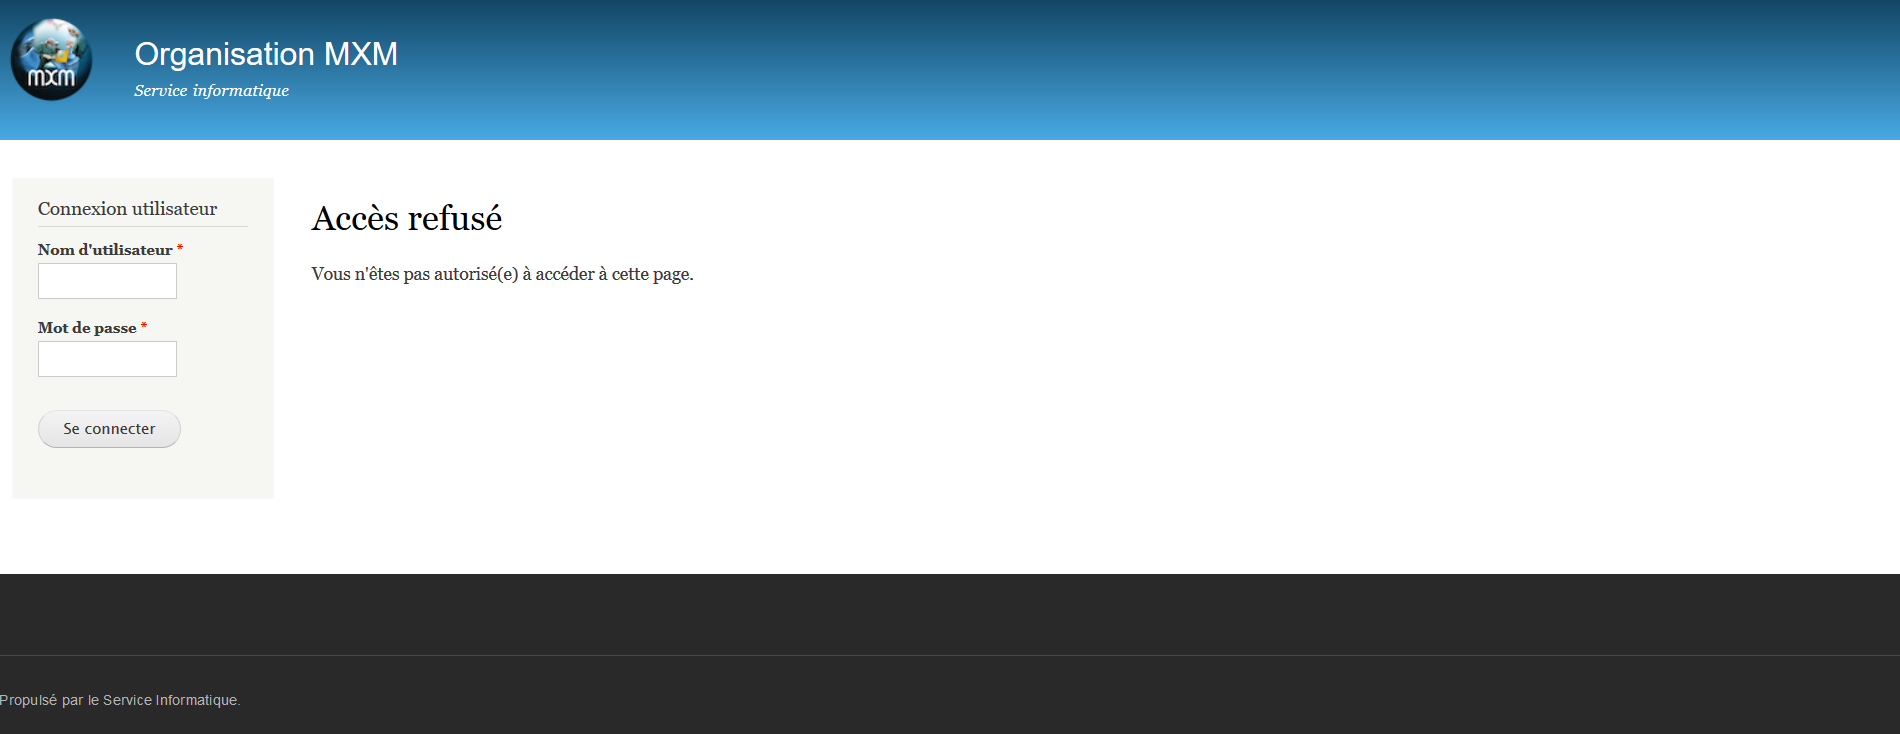 mxm
Organisation MXM
Service informatique
Connexion utilisateur
Nom d'utilisateur *
Mot de passe *
Se connecter
Accès refusé
Vous n'êtes pas autorisé(e) à accéder à cette page.
Propulsé par le Service Informatique.